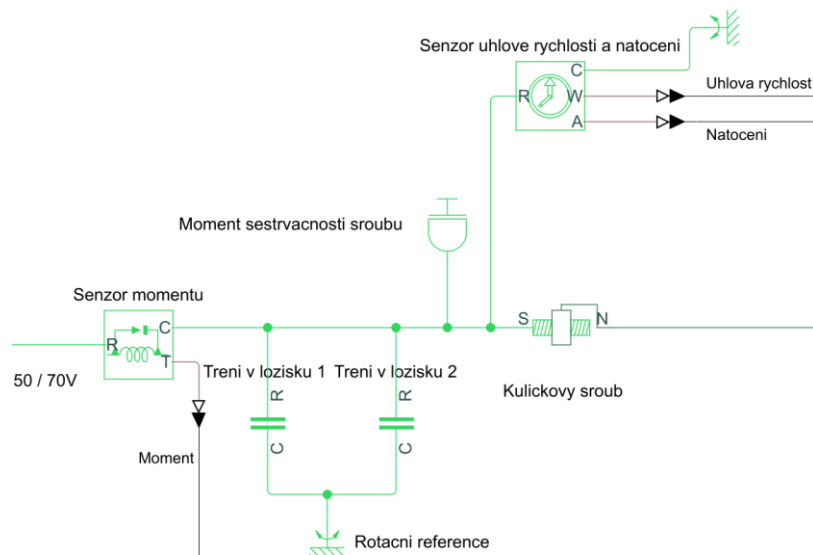 Senzor uhlove rychlosti a natoceni
C
R
W
Uhlova rychlost
A
Natoceni
Moment sestrvacnosti sroubu
Senzor momentu
C
S
N
R
T
50 / 70V
Treni v lozisku 1
Treni v lozisku 2
R
R
Kulickovy sroub
C
C
Moment
Rotacni reference